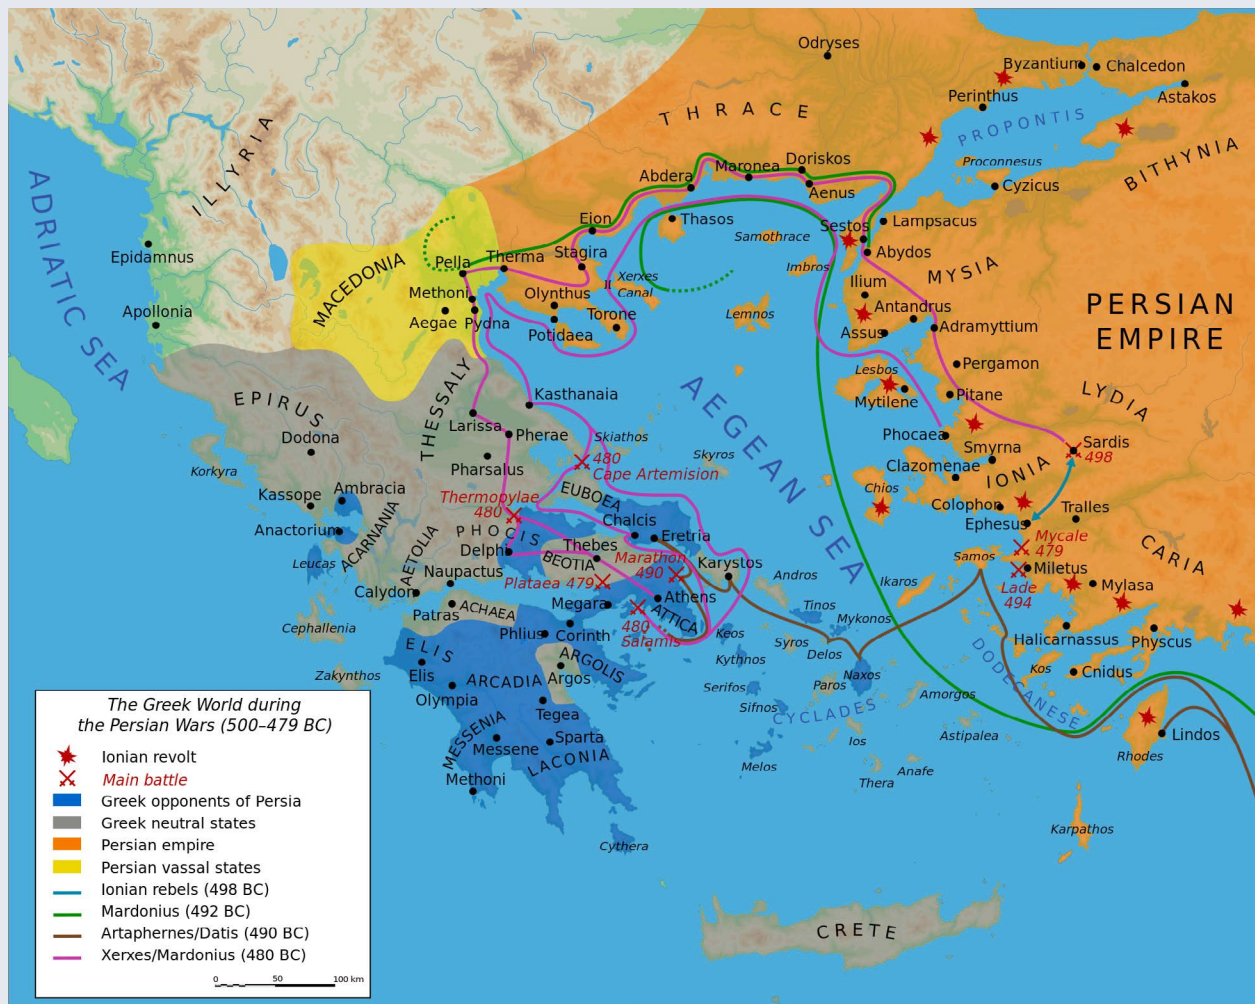 Odryses
Byzantium
Chalcedon
Perinthus
Astakos
THRACE
PROPONTIS
BITHYNIA
Proconnesus
Cyzicus
ILLYRIA
ADRIATIC SEA
Epidamnus
Apollonia
Maronea
Doriskos
Abdera
Aenus
Eion
Thasos
Samothrace
Sestos
Lampsacus
Abydos
Imbros
MYSIA
MACEDONIA
Pella
Therma
Stagira
Xerxes
Canal
Methoni
Aegae
Pydna
Olynthus
Torone
Potidaea
Lemnos
Ilium
Antandrus
Assus
Adramyttium
PERSIAN
EMPIRE
Pergamon
Lesbos
Mytilene
Pitane
LYDIA
EPIRUS
THESSALY
Kasthanaia
Larissa
Pherae
Dodona
Pharsalus
Skiathos
480
Cape Artemision
Skyros
AEGEAN SEA
Phocaea
Smyrna
Sardis
498
Clazomenae
IONIA
Korkyra
Kassope
Ambracia
Anactorium
ACARNANIA
AETOLIA
Thermopylae
480
EUBOEA
PHOCIS
Chalcis
Eretria
Chios
Colophon
Ephesus
Tralles
Mycale
479
CARIA
Leucas
Delphi
Thebes
BEOTIA
Marathon
490
Karystos
Naupactus
Calydon
Plataea 479
Athens
Patras
ACHAEA
Megara
ATTICA
480
Salamis
Samos
Miletus
Lade
494
Mylasa
Andros
Ikaros
Tinos
Mykonos
Cephallenia
Phlius
Corinth
Keos
Syros
Delos
Halicarnassus
Physcus
ELIS
Elis
ARGOLIS
Argos
Kythnos
Zakynthos
Olympia
ARCADIA
Serifos
Paros
Naxos
Kos
Cnidus
DODECANESE
Tegea
Sifnos
CYCLADES
Amorgos
MESSENIA
Messene
Sparta
LACONIA
Ios
Astipalea
Lindos
Rhodes
Methoni
Melos
Thera
Anafe
Cythera
Karpathos
CRETE
The Greek World during
the Persian Wars (500–479 BC)
Ionian revolt
Main battle
Greek opponents of Persia
Greek neutral states
Persian empire
Persian vassal states
Ionian rebels (498 BC)
Mardonius (492 BC)
Artaphernes/Datis (490 BC)
Xerxes/Mardonius (480 BC)
0 50 100 km